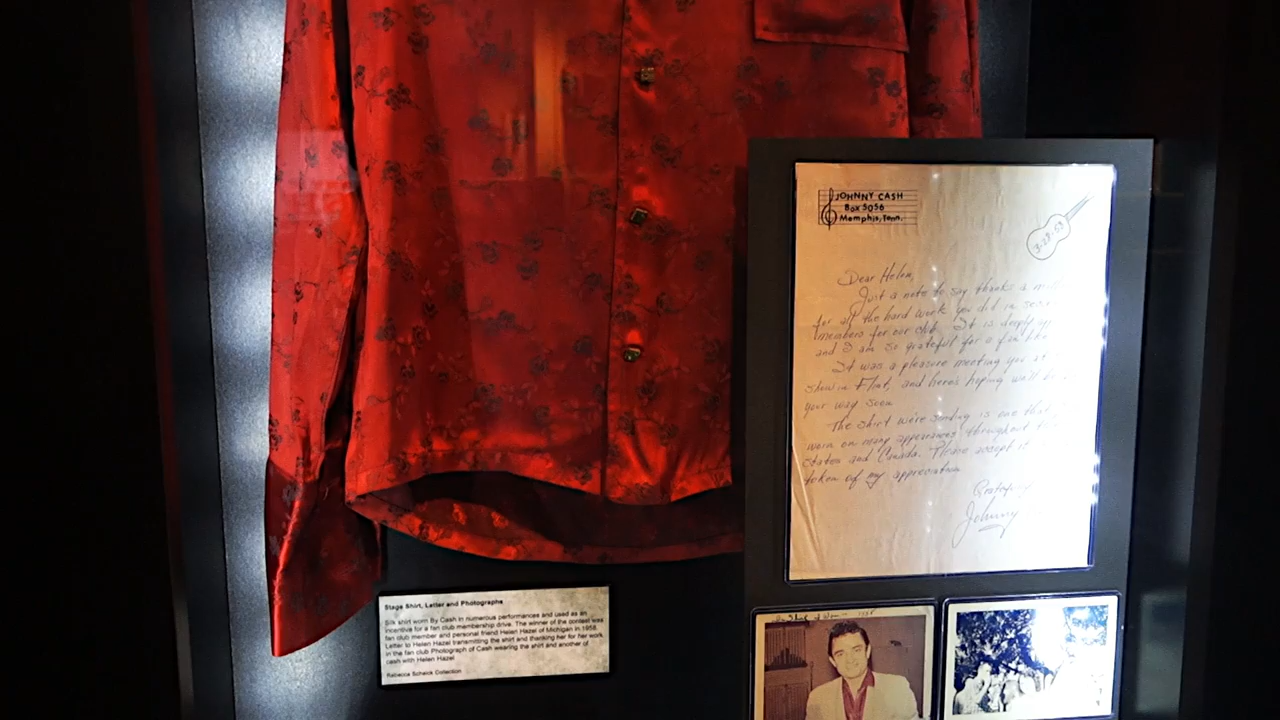 JOHNNY CASH
Box 5056
Memphis, Tenn.
Dear Helen,
Just a note to say thanks a
for all the hard work you did in
members for our club. It is deeply
and I am so grateful for a
It was a pleasure meeting you at
show in Flint, and here's hoping we'll be
your way soon
The shirt we're sending is one that
worn on many appearances throughout
States and Canada. Please accept it
token of my appreciation
Johnny
Stage Shirt, Letter and Photographs
Silk shirt worn By Cash in numerous performances and used as an
incentive for a fan club membership drive. The winner of the contest was
fan club member and personal friend Helen Hazel of Michigan in 1958.
Letter to Helen Hazel transmitting the shirt and thanking her for her work
in the fan club Photograph of Cash wearing the shirt and another of
cash with Helen Hazel
Rebecca Scheick Collection